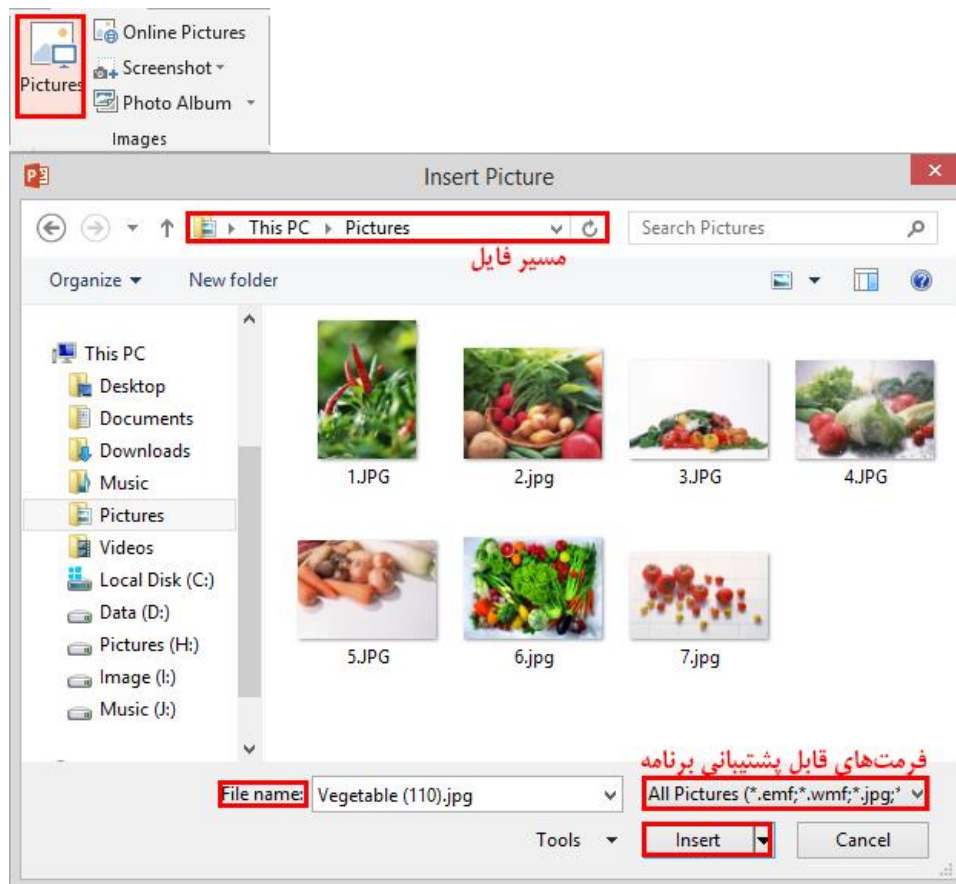 Online Pictures
Screenshot
Pictures
Photo Album
Images
Insert Picture
This PC Pictures
Search Pictures
مسیر فایل
Organize New folder
This PC
Desktop
Documents
Downloads
Music
Pictures
Videos
Local Disk (C:)
Data (D:)
Pictures (H:)
Image (I:)
Music (J:)
1.JPG 2.jpg 3.JPG 4.JPG
5.JPG 6.jpg 7.jpg
فرمت‌های قابل پشتیبانی برنامه
File name: Vegetable (110).jpg All Pictures (*.emf;*.wmf;*.jpg;*
Tools Insert Cancel